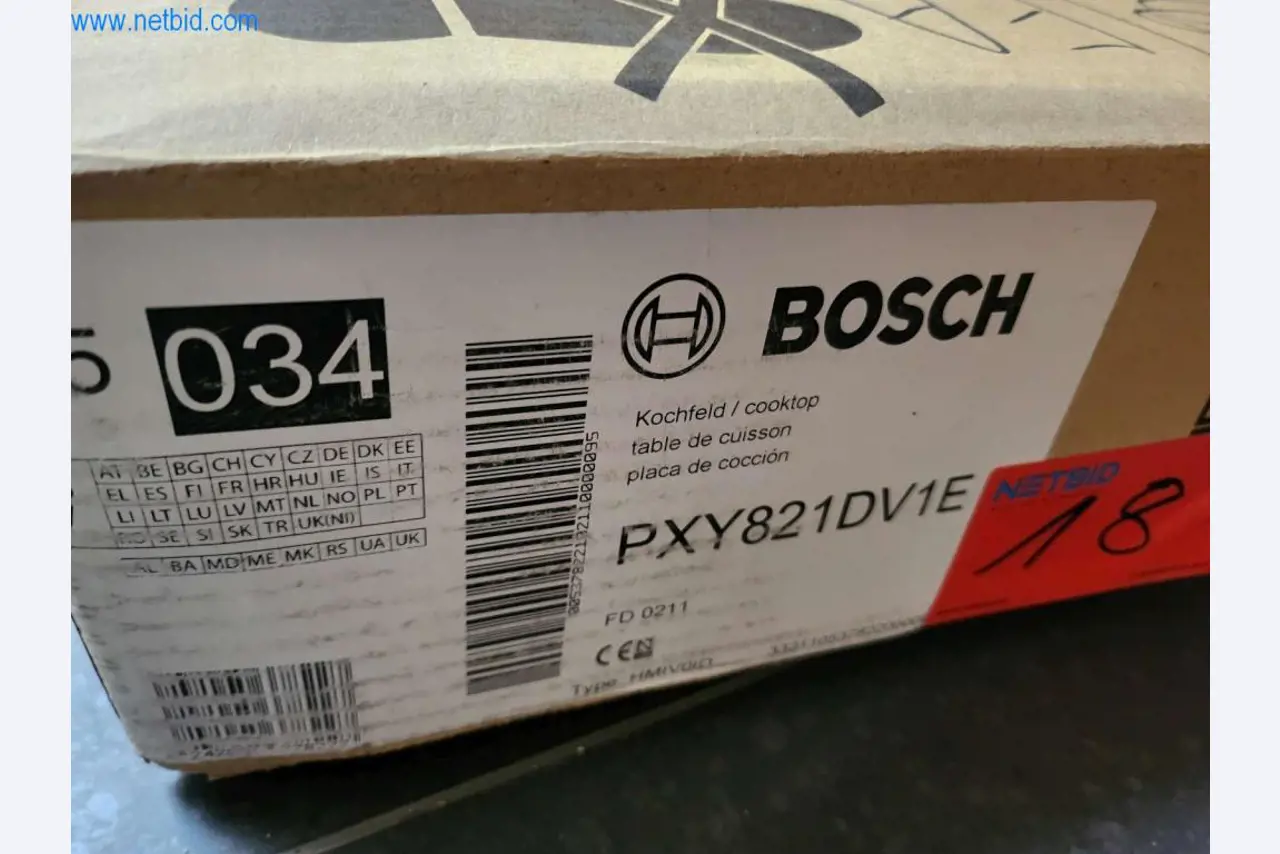 www.netbid.com
034
BOSCH
Kochfeld / cooktop
table de cuisson
placa de cocción
PXY821DV1E
NETBID
18
FD 0211
CE
Type
AT BE BG CH CY CZ DE DK EE
EL ES FI FR HR HU IE IS IT
LI LT LU LV MT NL NO PL PT
RO SE SI SK TR UK(NI)
AL BA MD ME MK RS UA UK